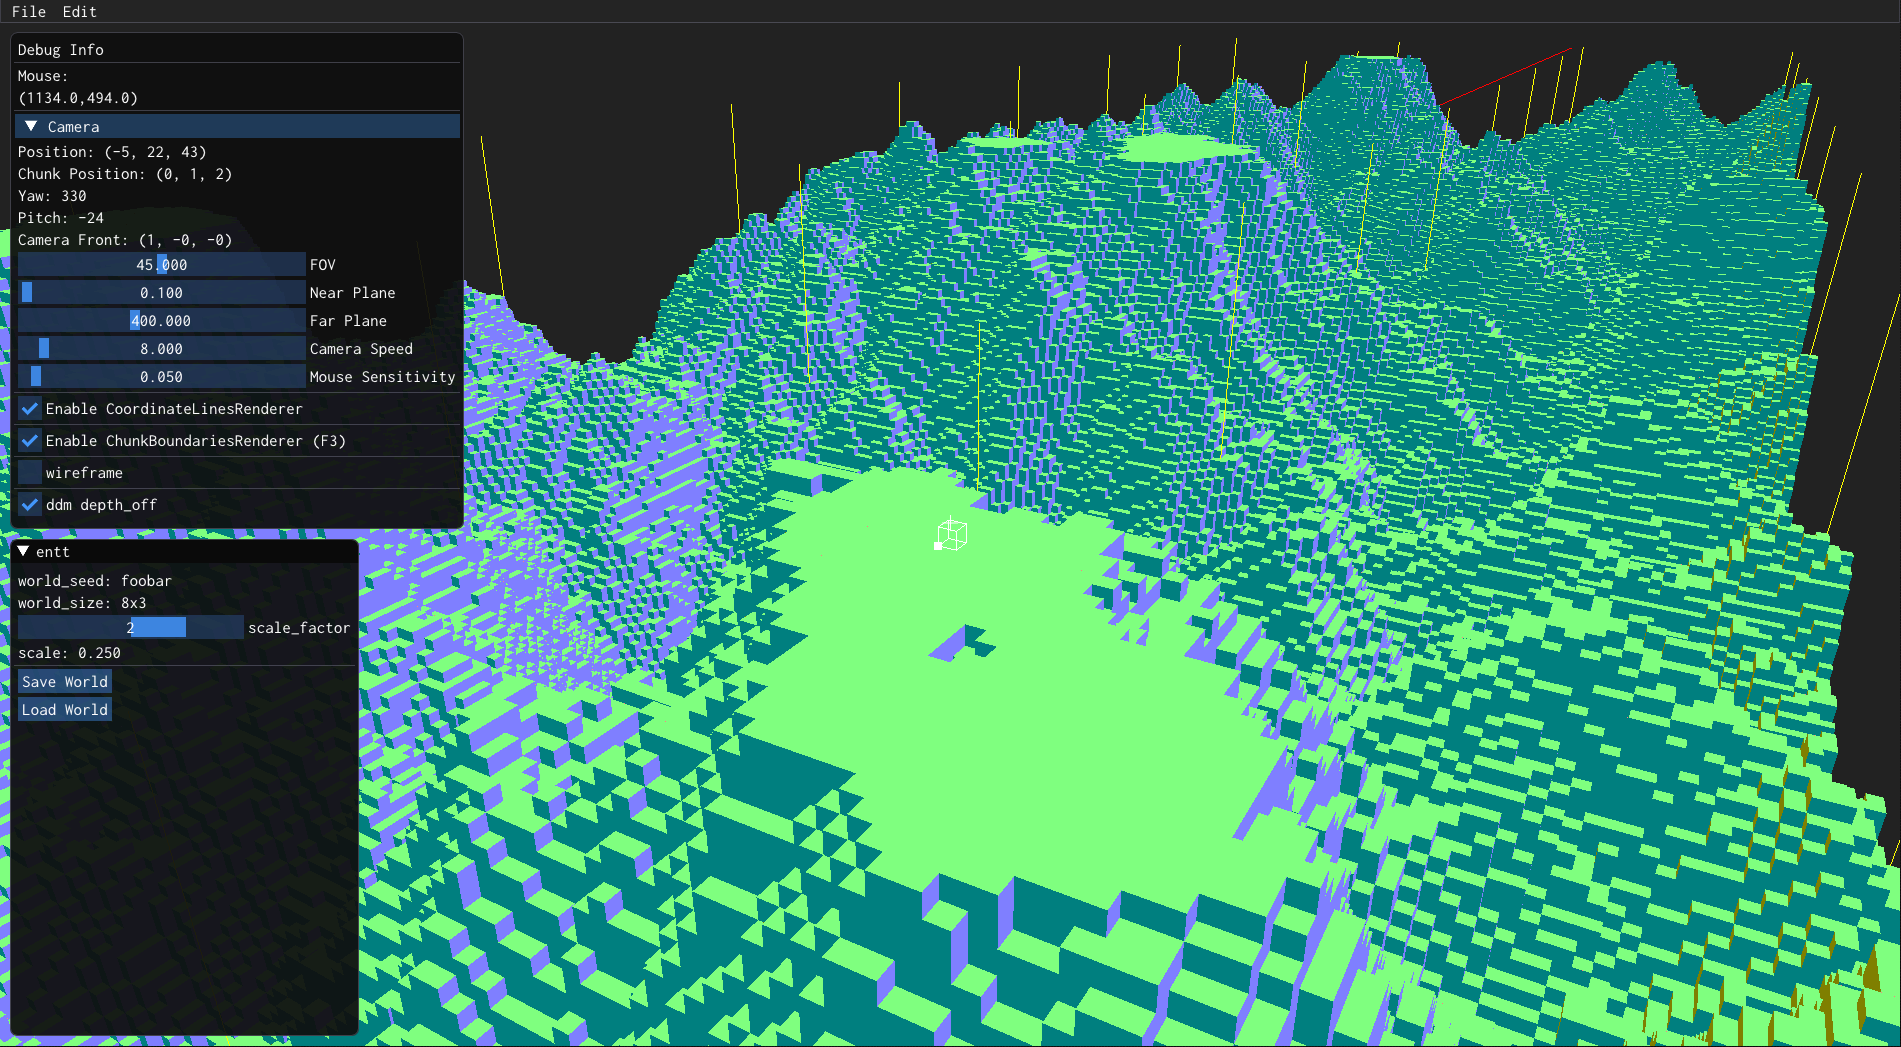 File Edit
Debug Info
Mouse:
(1134.0,494.0)
Camera
Position: (-5, 22, 43)
Chunk Position: (0, 1, 2)
Yaw: 330
Pitch: -24
Camera Front: (1, -0, -0)
45.000 FOV
0.100 Near Plane
400.000 Far Plane
8.000 Camera Speed
0.050 Mouse Sensitivity
Enable CoordinateLinesRenderer
Enable ChunkBoundariesRenderer (F3)
wireframe
ddm depth_off
entt
world_seed: foobar
world_size: 8x3
2 scale_factor
scale: 0.250
Save World
Load World